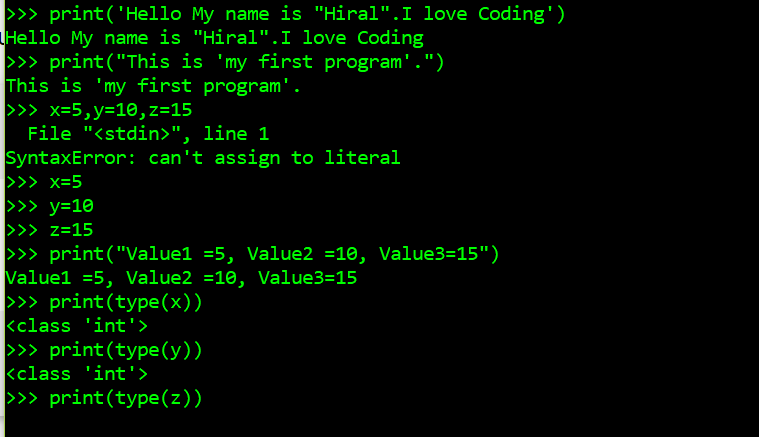 >>> print('Hello My name is "Hiral".I love Coding')
Hello My name is "Hiral".I love Coding
>>> print("This is 'my first program'.")
This is 'my first program'.
>>> x=5,y=10,z=15
  File "<stdin>", line 1
SyntaxError: can't assign to literal
>>> x=5
>>> y=10
>>> z=15
>>> print("Value1 =5, Value2 =10, Value3=15")
Value1 =5, Value2 =10, Value3=15
>>> print(type(x))
<class 'int'>
>>> print(type(y))
<class 'int'>
>>> print(type(z))